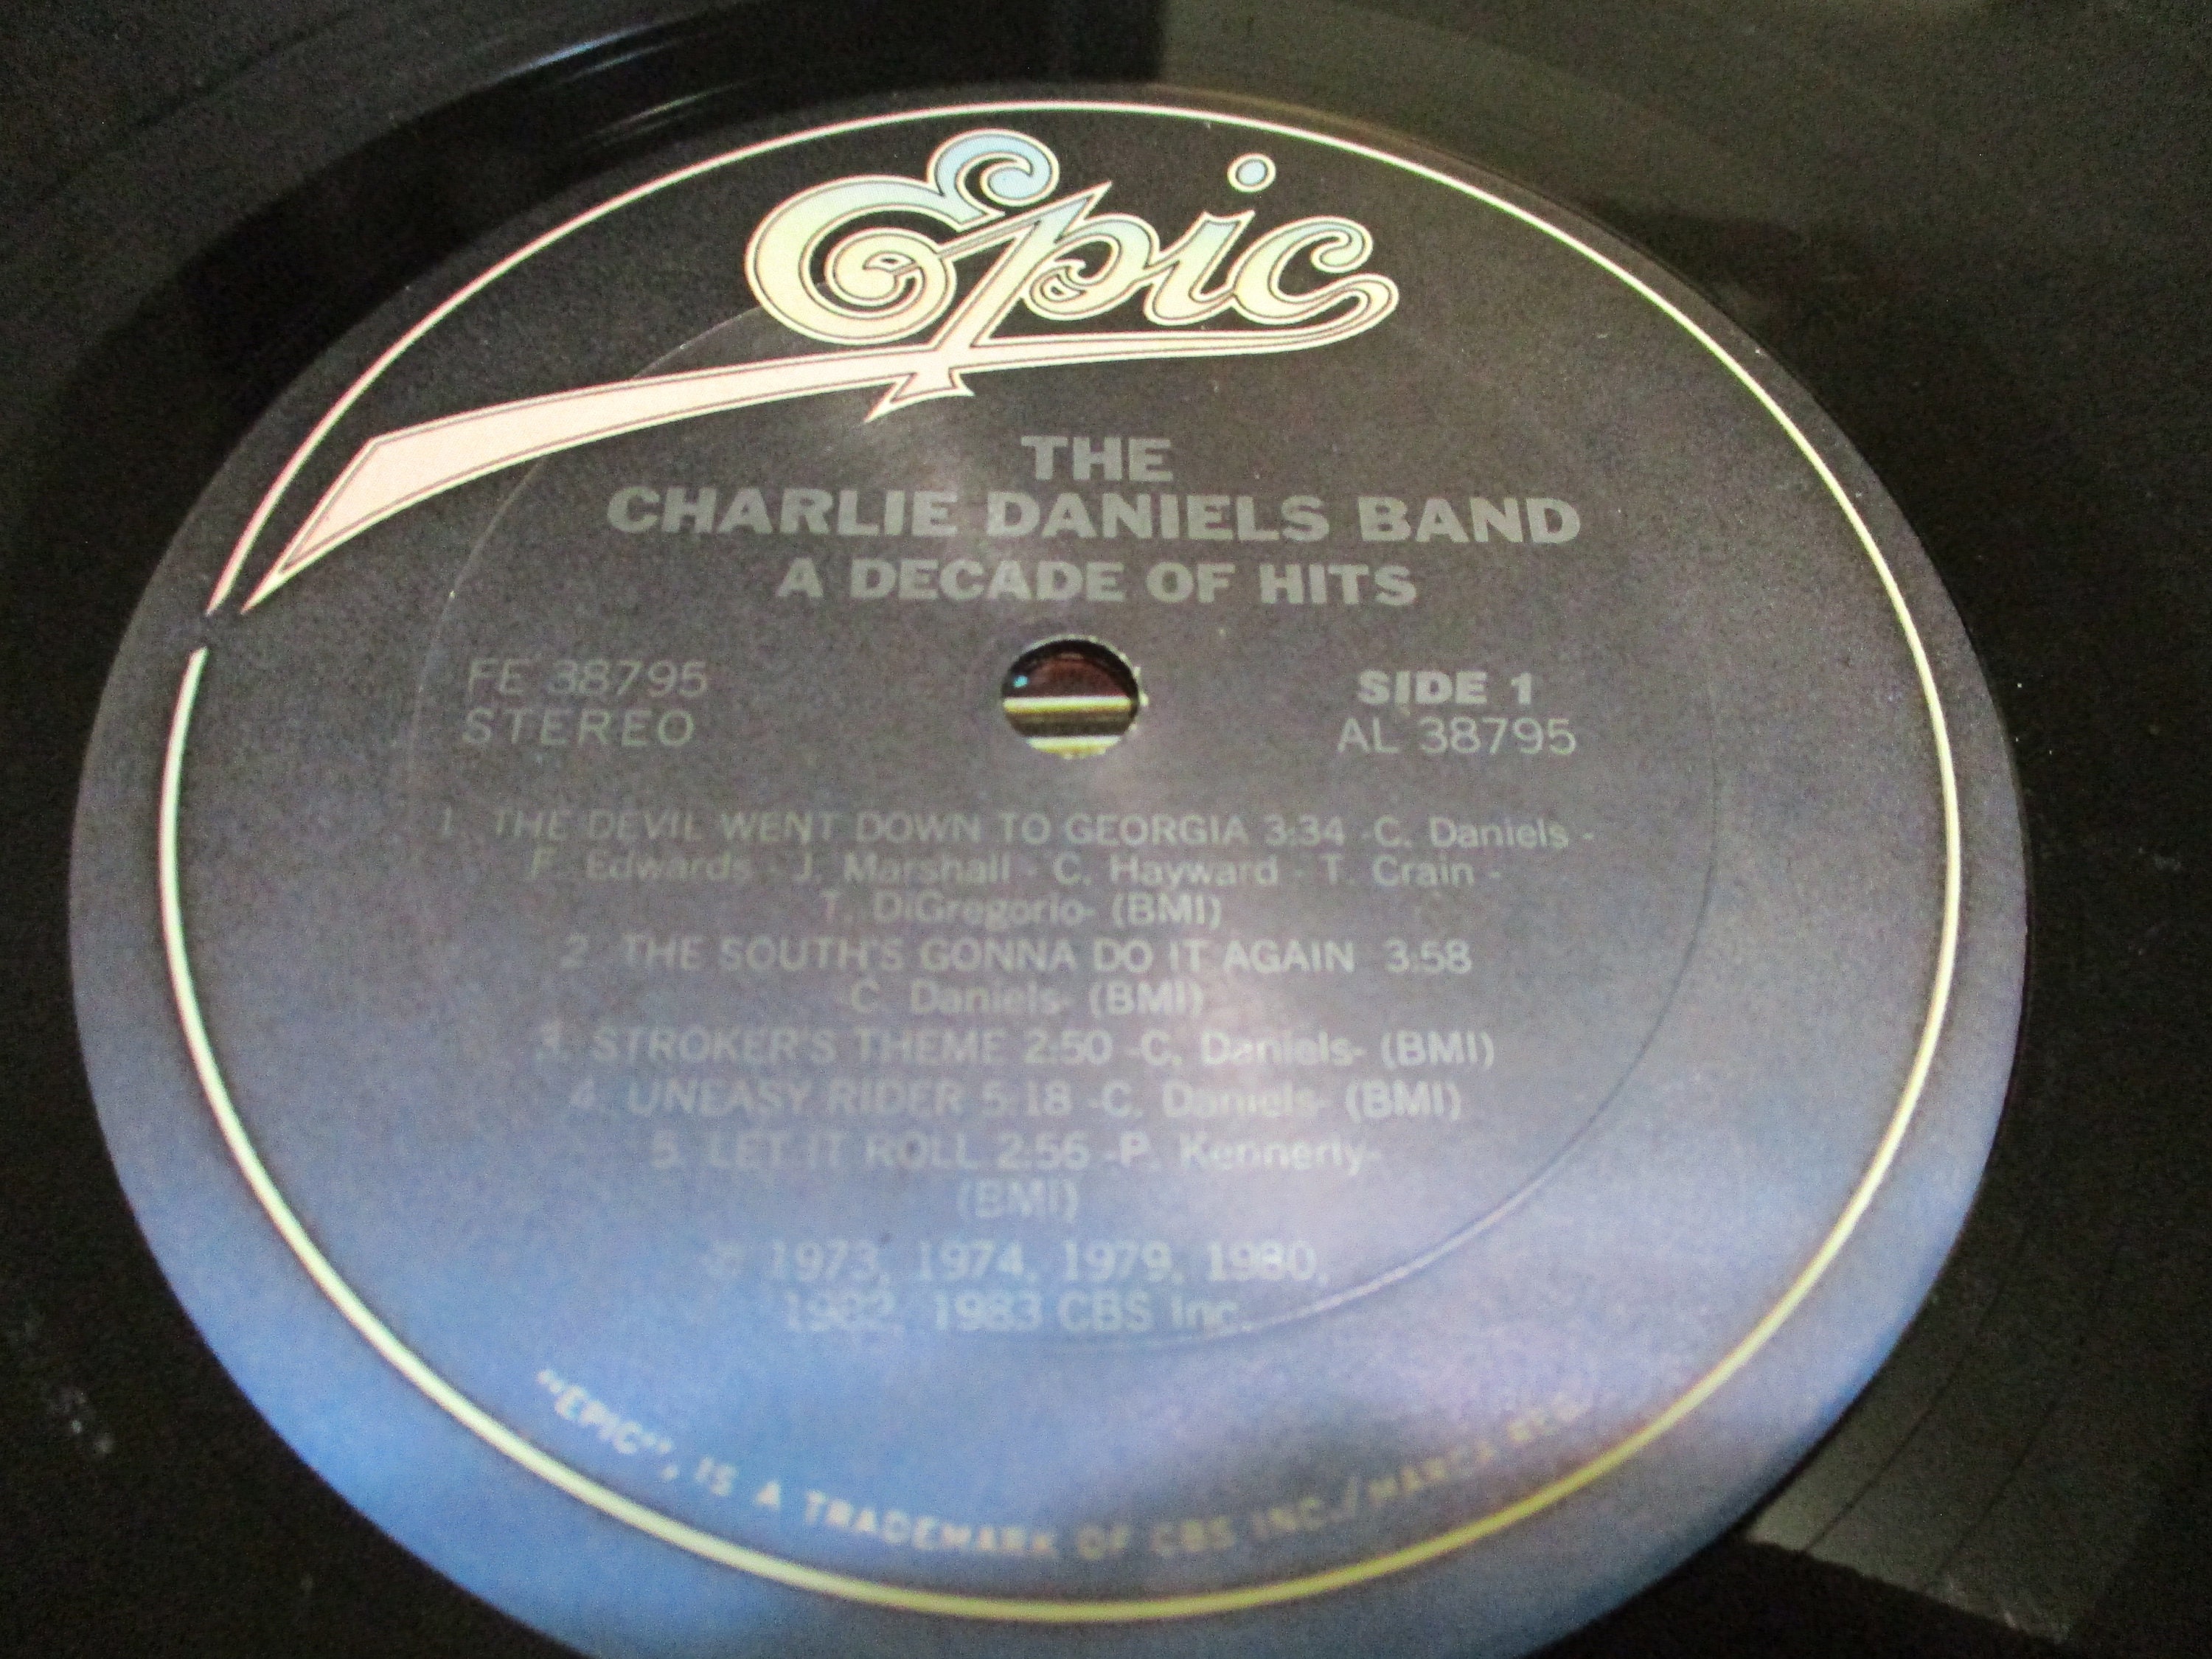 Epic
THE
CHARLIE DANIELS BAND
A DECADE OF HITS
FE 38795
STEREO
SIDE 1
AL 38795
1. THE DEVIL WENT DOWN TO GEORGIA 3:34 -C. Daniels -
F. Edwards - J. Marshall - C. Hayward - T. Crain -
T. DiGregorio- (BMI)
2. THE SOUTH'S GONNA DO IT AGAIN 3:58
-C. Daniels- (BMI)
3. STROKER'S THEME 2:50 -C. Daniels- (BMI)
4. UNEASY RIDER 5:18 -C. Daniels- (BMI)
5. LET IT ROLL 2:56 -P. Kennerly-
(BMI)
℗ 1973, 1974, 1979, 1980,
1982, 1983 CBS Inc.
"EPIC", IS A TRADEMARK OF CBS INC./MARCA REG.